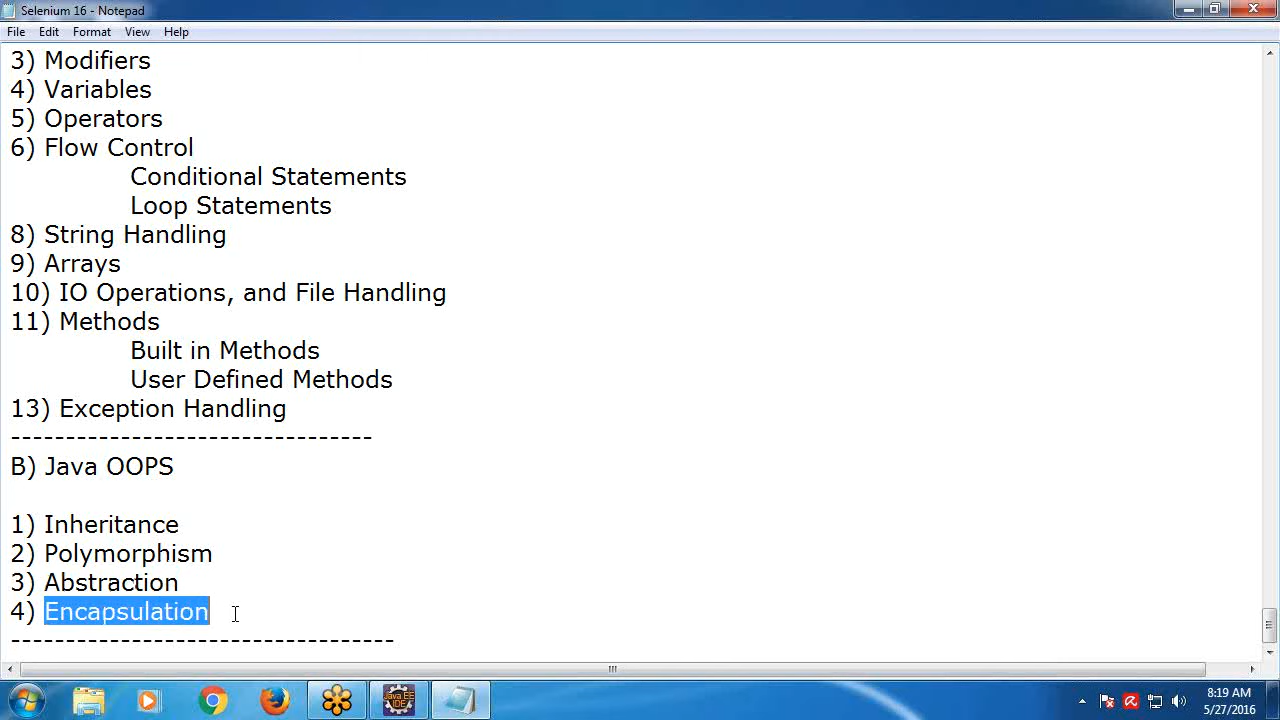 Selenium 16 - Notepad
File Edit Format View Help
3) Modifiers
4) Variables
5) Operators
6) Flow Control
Conditional Statements
Loop Statements
8) String Handling
9) Arrays
10) IO Operations, and File Handling
11) Methods
Built in Methods
User Defined Methods
13) Exception Handling
---------------------------------
B) Java OOPS
1) Inheritance
2) Polymorphism
3) Abstraction
4) Encapsulation
-----------------------------------
Java EE
IDE
8:19 AM
5/27/2016